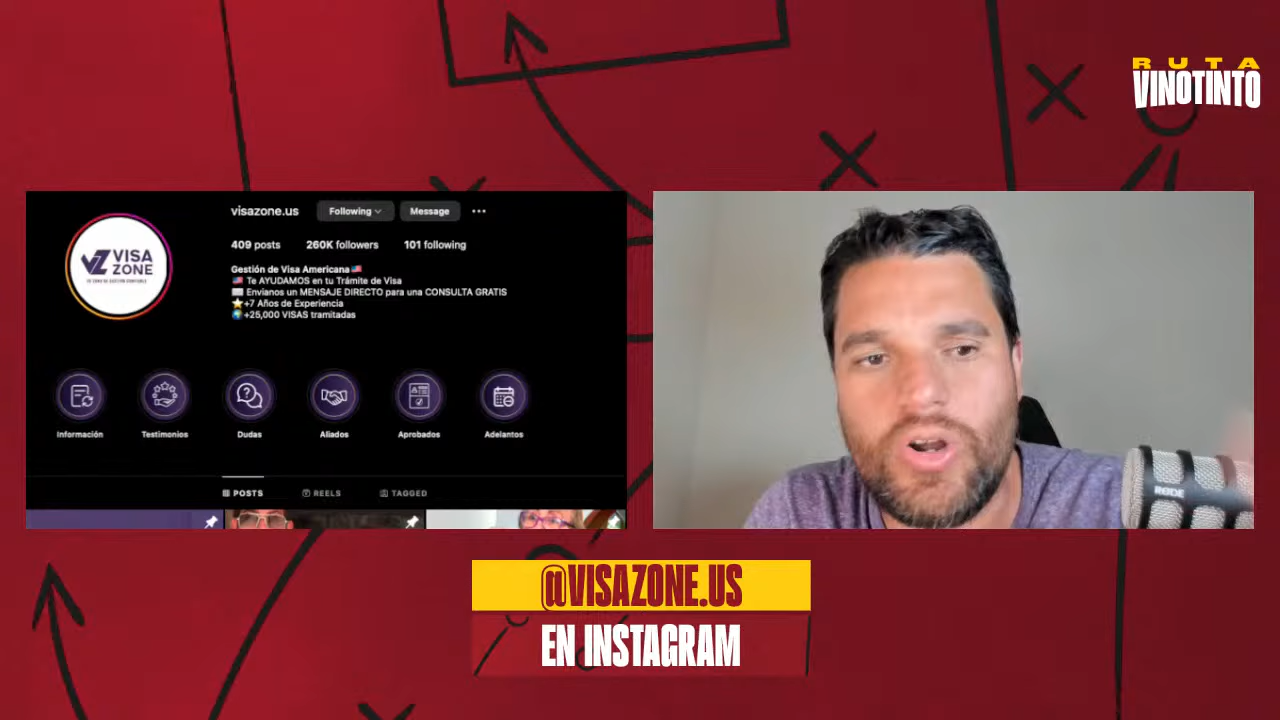 RUTA
VINOTINTO
visazone.us Following Message
409 posts 260K followers 101 following
Gestión de Visa Americana🇺🇸
🇺🇸 Te AYUDAMOS en tu Trámite de Visa
✉️ Envianos un MENSAJE DIRECTO para una CONSULTA GRATIS
⭐+7 Años de Experiencia
🌎+25,000 VISAS tramitadas
VZ VISA
ZONE
Información Testimonios Dudas Aliados Aprobados Adelantos
POSTS REELS TAGGED
RODE
@VISAZONE.US
EN INSTAGRAM